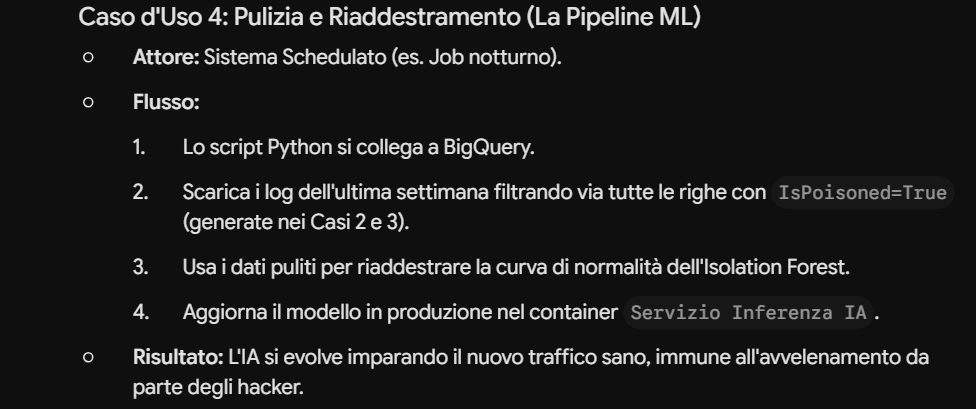 Caso d'Uso 4: Pulizia e Riaddestramento (La Pipeline ML)
○ Attore: Sistema Schedulato (es. Job notturno).
○ Flusso:
1. Lo script Python si collega a BigQuery.
2. Scarica i log dell'ultima settimana filtrando via tutte le righe con IsPoisoned=True
(generate nei Casi 2 e 3).
3. Usa i dati puliti per riaddestrare la curva di normalità dell'Isolation Forest.
4. Aggiorna il modello in produzione nel container Servizio Inferenza IA .
○ Risultato: L'IA si evolve imparando il nuovo traffico sano, immune all'avvelenamento da
parte degli hacker.